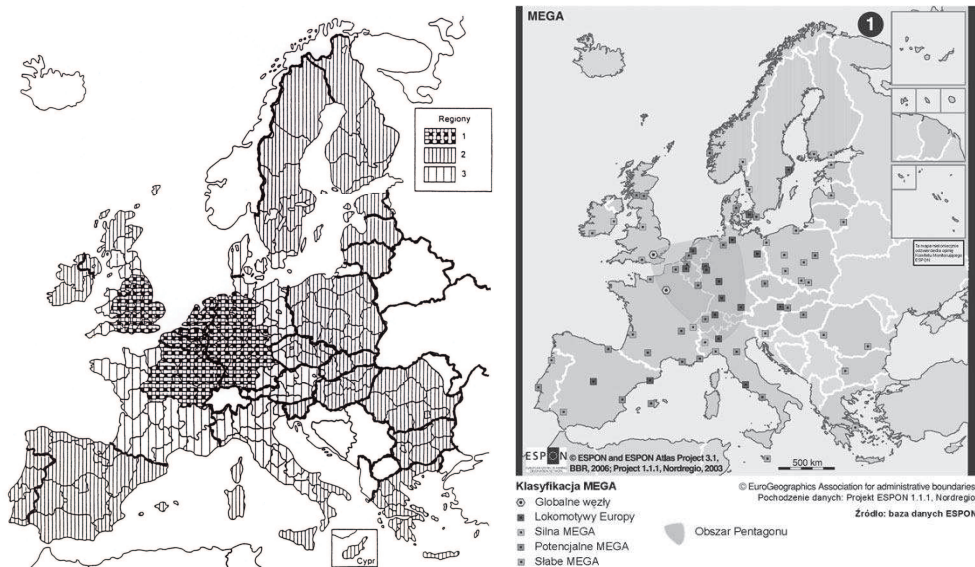 Regiony
1
2
3
Cypr
MEGA
1
ESPON
© ESPON and ESPON Atlas Project 3.1,
BBR, 2006; Project 1.1.1, Nordregio, 2003
500 km
Klasyfikacja MEGA
Globalne węzły
Lokomotywy Europy
Silna MEGA
Potencjalne MEGA
Słabe MEGA
Obszar Pentagonu
© EuroGeographics Association for administrative boundaries
Pochodzenie danych: Projekt ESPON 1.1.1, Nordregio
Źródło: baza danych ESPON